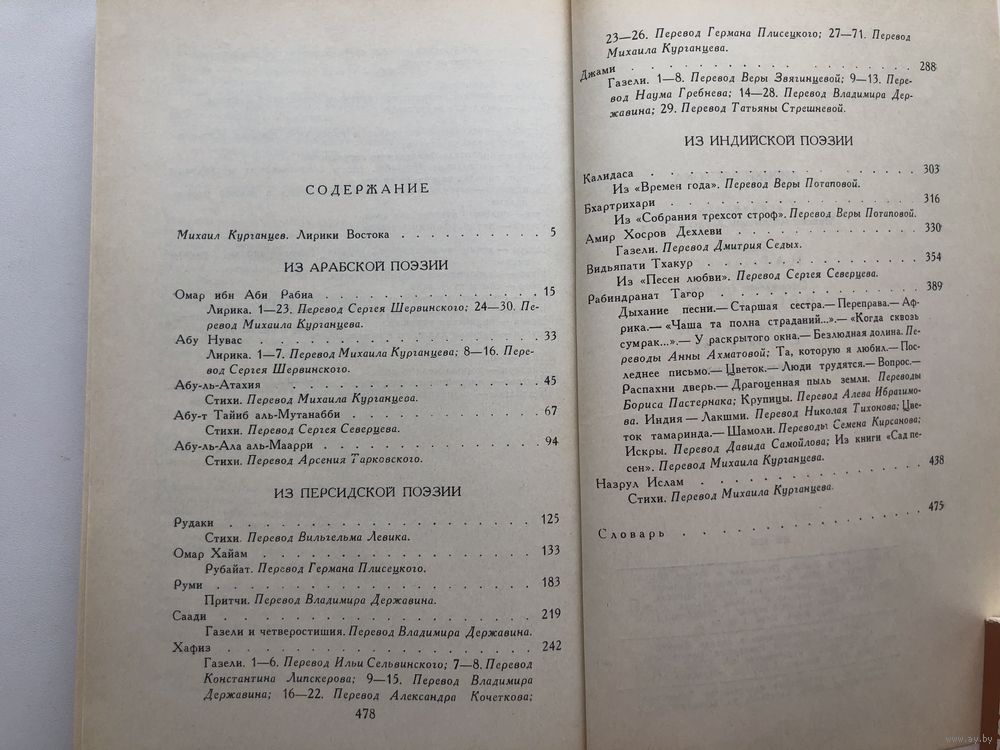 СОДЕРЖАНИЕ
Михаил Курганцев. Лирики Востока . . . . . . . . . . 5
ИЗ АРАБСКОЙ ПОЭЗИИ
Омар ибн Аби Рабиа . . . . . . . . . . . . . 15
Лирика. 1—23. Перевод Сергея Шервинского; 24—30. Пе-
ревод Михаила Курганцева.
Абу Нувас . . . . . . . . . . . . . . . . 33
Лирика. 1—7. Перевод Михаила Курганцева; 8—16. Пере-
вод Сергея Шервинского.
Абу-ль-Атахия . . . . . . . . . . . . . . . 45
Стихи. Перевод Михаила Курганцева.
Абу-т Тайиб аль-Мутанабби . . . . . . . . . . . 67
Стихи. Перевод Сергея Северцева.
Абу-ль-Ала аль-Маарри . . . . . . . . . . . . 94
Стихи. Перевод Арсения Тарковского.
ИЗ ПЕРСИДСКОЙ ПОЭЗИИ
Рудаки . . . . . . . . . . . . . . . . . 125
Стихи. Перевод Вильгельма Левика.
Омар Хайам . . . . . . . . . . . . . . . 133
Рубайат. Перевод Германа Плисецкого.
Руми . . . . . . . . . . . . . . . . . . 183
Притчи. Перевод Владимира Державина.
Саади . . . . . . . . . . . . . . . . . . 219
Газели и четверостишия. Перевод Владимира Державина.
Хафиз . . . . . . . . . . . . . . . . . . 242
Газели. 1—6. Перевод Ильи Сельвинского; 7—8. Перевод
Константина Липскерова; 9—15. Перевод Владимира
Державина; 16—22. Перевод Александра Кочеткова;
478
23—26. Перевод Германа Плисецкого; 27—71. Перевод
Михаила Курганцева.
Джами . . . . . . . . . . . . . . . . . 288
Газели. 1—8. Перевод Веры Звягинцевой; 9—13. Пере-
вод Наума Гребнева; 14—28. Перевод Владимира Дер-
жавина; 29. Перевод Татьяны Стрешневой.
ИЗ ИНДИЙСКОЙ ПОЭЗИИ
Калидаса . . . . . . . . . . . . . . . . 303
Из «Времен года». Перевод Веры Потаповой.
Бхартрихари . . . . . . . . . . . . . . . 316
Из «Собрания трехсот строф». Перевод Веры Потаповой.
Амир Хосров Дехлеви . . . . . . . . . . . . 330
Газели. Перевод Дмитрия Седых.
Видьяпати Тхакур . . . . . . . . . . . . . 354
Из «Песен любви». Перевод Сергея Северцева.
Рабиндранат Тагор . . . . . . . . . . . . . 389
Дыхание песни.— Старшая сестра.— Переправа.— Аф-
рика.— «Чаша та полна страданий...».— «Когда сквозь
сумрак...».— У раскрытого окна.— Безлюдная долина. Пе-
реводы Анны Ахматовой; Та, которую я любил.— Пос-
леднее письмо.— Цветок.— Люди трудятся.— Вопрос.—
Распахни дверь.— Драгоценная пыль земли. Переводы
Бориса Пастернака; Крупицы. Перевод Алева Ибрагимо-
ва. Индия — Лакшми. Перевод Николая Тихонова; Цве-
ток тамаринда.— Шамоли. Переводы Семена Кирсанова;
Искры. Перевод Давида Самойлова; Из книги «Сад пе-
сен». Перевод Михаила Курганцева.
Назрул Ислам . . . . . . . . . . . . . . 438
Стихи. Перевод Михаила Курганцева.
Словарь . . . . . . . . . . . . . . . . 475
www.ay.by